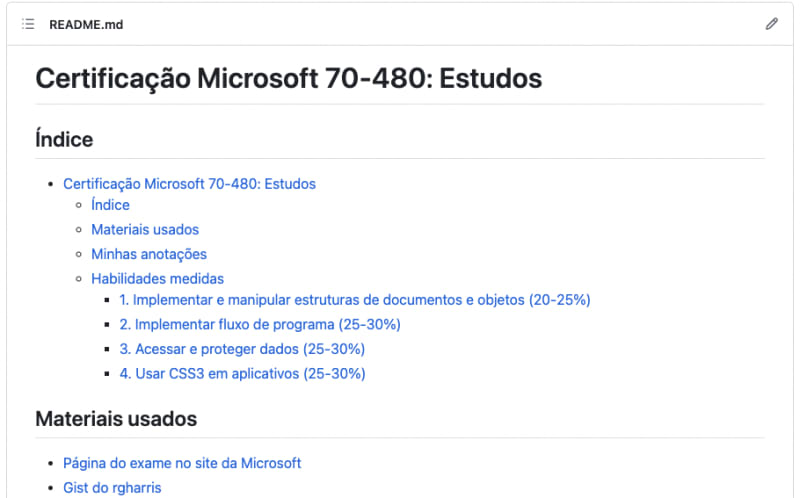 README.md
Certificação Microsoft 70-480: Estudos
Índice
Certificação Microsoft 70-480: Estudos
Índice
Materiais usados
Minhas anotações
Habilidades medidas
1. Implementar e manipular estruturas de documentos e objetos (20-25%)
2. Implementar fluxo de programa (25-30%)
3. Acessar e proteger dados (25-30%)
4. Usar CSS3 em aplicativos (25-30%)
Materiais usados
Página do exame no site da Microsoft
Gist do rgharris